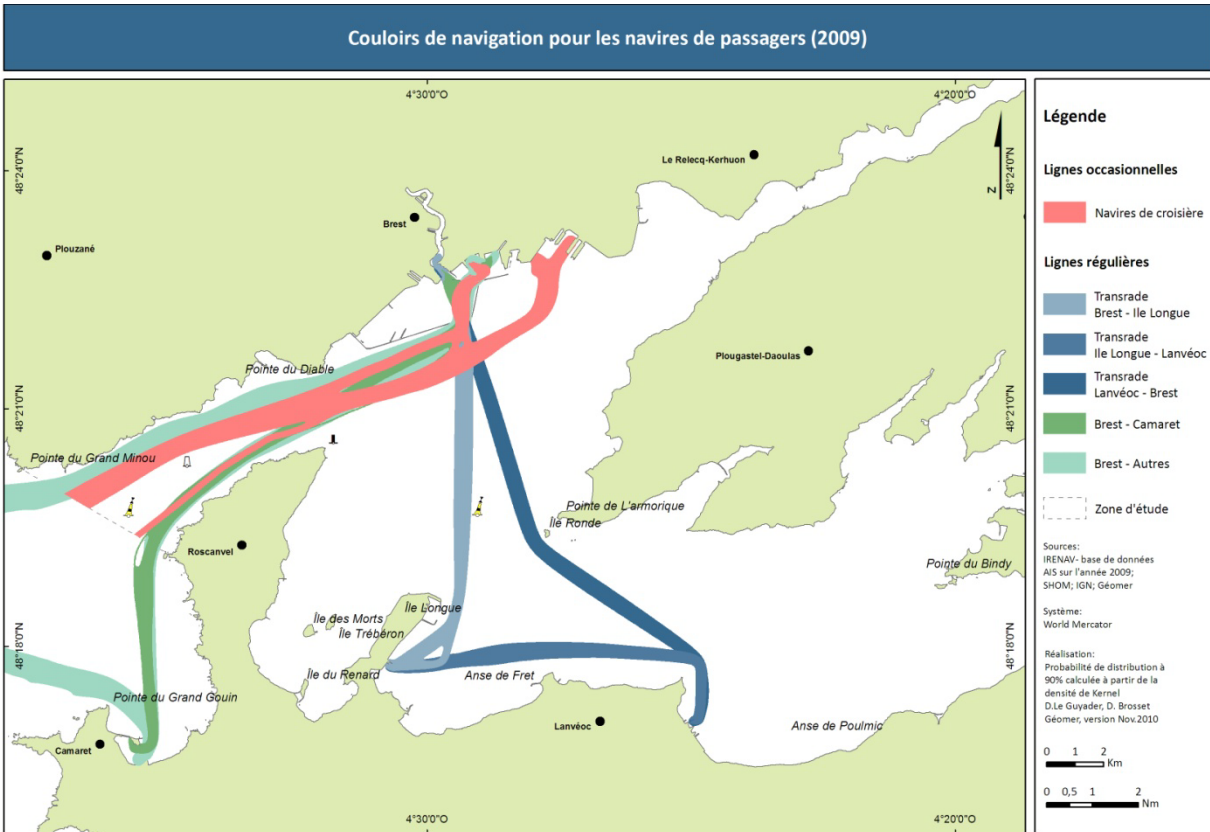 Couloirs de navigation pour les navires de passagers (2009)
4°30'0"O
4°20'0"O
48°24'0"N
48°24'0"N
Le Relecq-Kerhuon
Brest
Plouzané
Plougastel-Daoulas
Pointe du Diable
48°21'0"N
48°21'0"N
Pointe du Grand Minou
Pointe de L'armorique
Île Ronde
Roscanvel
Pointe du Bindy
Île Longue
Île des Morts
Île Trébéron
48°18'0"N
48°18'0"N
Île du Renard
Anse de Fret
Pointe du Grand Gouin
Lanvéoc
Anse de Poulmic
Camaret
4°30'0"O
4°20'0"O
Légende
N
Lignes occasionnelles
Navires de croisière
Lignes régulières
Transrade
Brest - Ile Longue
Transrade
Ile Longue - Lanvéoc
Transrade
Lanvéoc - Brest
Brest - Camaret
Brest - Autres
Zone d'étude
Sources:
IRENAV- base de données
AIS sur l'année 2009;
SHOM; IGN; Géomer
Système:
World Mercator
Réalisation:
Probabilité de distribution à
90% calculée à partir de la
densité de Kernel
D.Le Guyader, D. Brosset
Géomer, version Nov.2010
0 1 2
Km
0 0,5 1 2
Nm